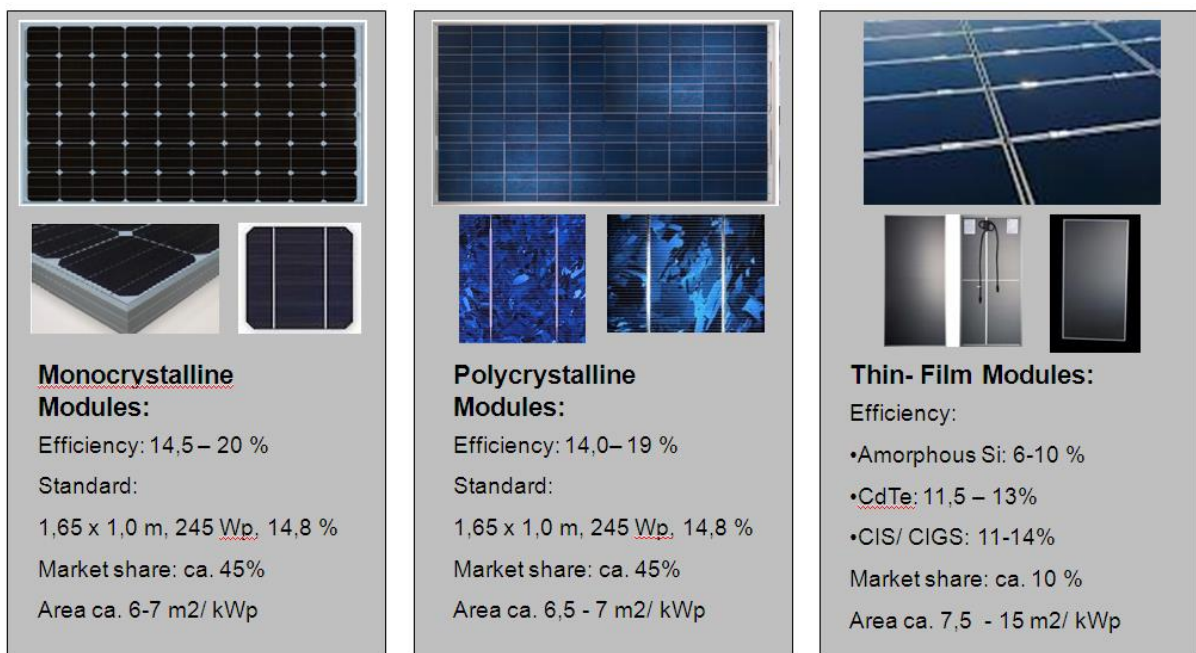 Monocrystalline
Modules:
Efficiency: 14,5 – 20 %
Standard:
1,65 x 1,0 m, 245 Wp, 14,8 %
Market share: ca. 45%
Area ca. 6-7 m2/ kWp
Polycrystalline
Modules:
Efficiency: 14,0– 19 %
Standard:
1,65 x 1,0 m, 245 Wp, 14,8 %
Market share: ca. 45%
Area ca. 6,5 - 7 m2/ kWp
Thin- Film Modules:
Efficiency:
•Amorphous Si: 6-10 %
•CdTe: 11,5 – 13%
•CIS/ CIGS: 11-14%
Market share: ca. 10 %
Area ca. 7,5 - 15 m2/ kWp